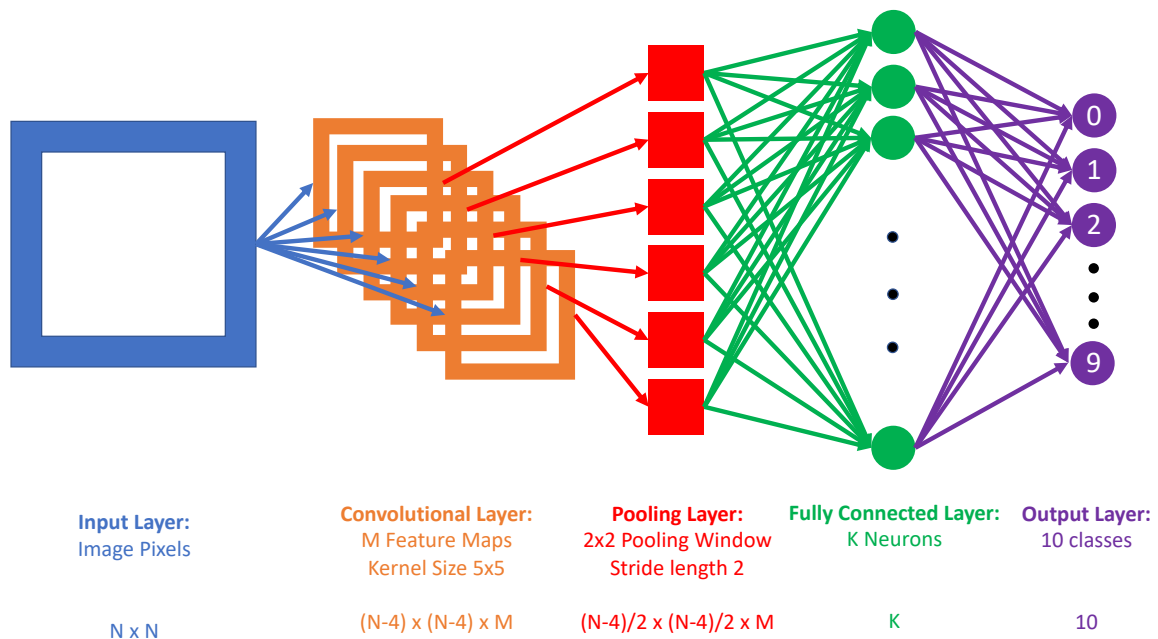 0
1
2
9
Input Layer:
Image Pixels
N x N
Convolutional Layer:
M Feature Maps
Kernel Size 5x5
(N-4) x (N-4) x M
Pooling Layer:
2x2 Pooling Window
Stride length 2
(N-4)/2 x (N-4)/2 x M
Fully Connected Layer:
K Neurons
K
Output Layer:
10 classes
10